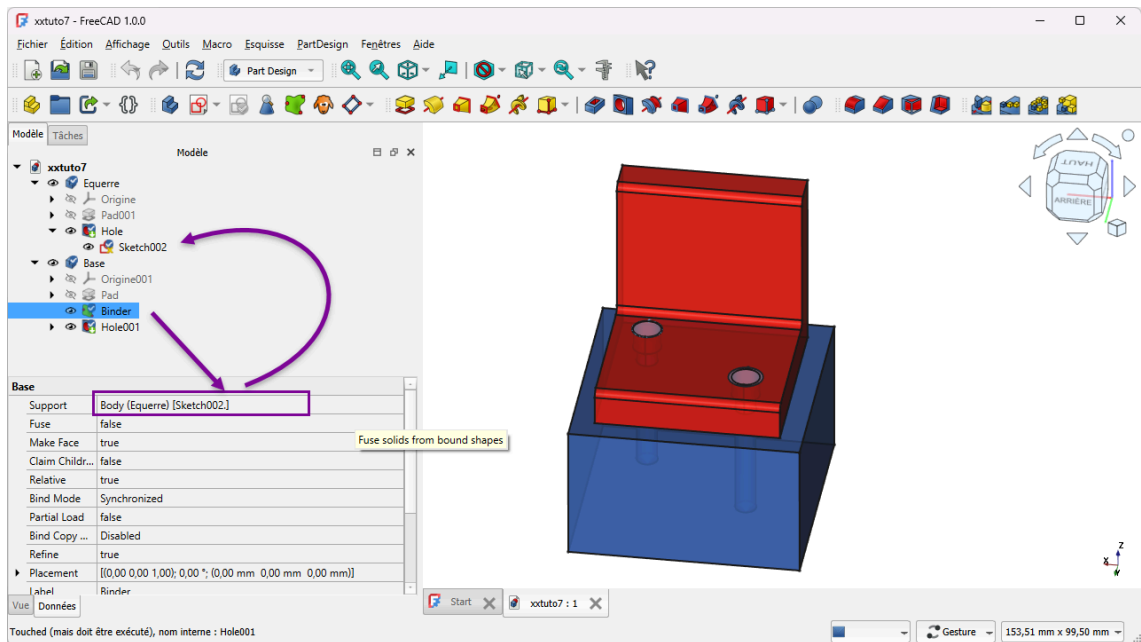 xxtuto7 - FreeCAD 1.0.0
Fichier Édition Affichage Outils Macro Esquisse PartDesign Fenêtres Aide
Part Design
Modèle Tâches
Modèle
xxtuto7
Equerre
Origine
Pad001
Hole
Sketch002
Base
Origine001
Pad
Binder
Hole001
HAUT
ARRIÈRE
Base
Support Body (Equerre) [Sketch002.]
Fuse false
Make Face true
Fuse solids from bound shapes
Claim Childr... false
Relative true
Bind Mode Synchronized
Partial Load false
Bind Copy ... Disabled
Refine true
Placement [(0,00 0,00 1,00); 0,00 °; (0,00 mm 0,00 mm 0,00 mm)]
Label Binder
Z
X
Y
Vue Données
Start xxtuto7 : 1
Touched (mais doit être exécuté), nom interne : Hole001
Gesture 153,51 mm x 99,50 mm